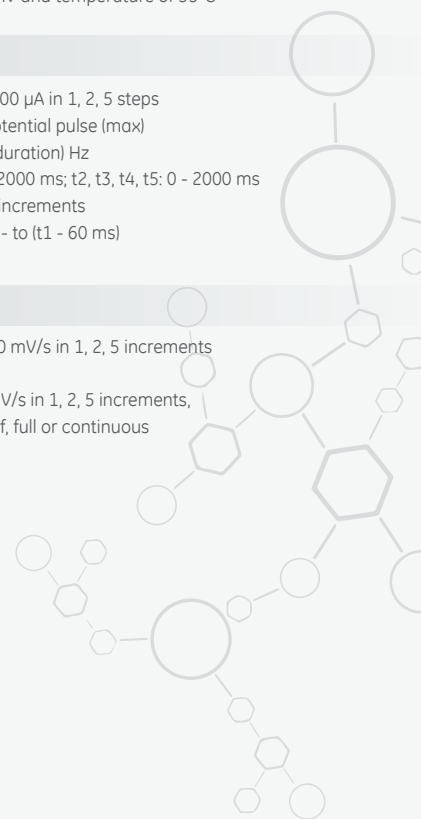 and temperature of 35°C
00 µA in 1, 2, 5 steps
otential pulse (max)
duration) Hz
2000 ms; t2, t3, t4, t5: 0 - 2000 ms
increments
- to (t1 - 60 ms)
0 mV/s in 1, 2, 5 increments
V/s in 1, 2, 5 increments,
f, full or continuous